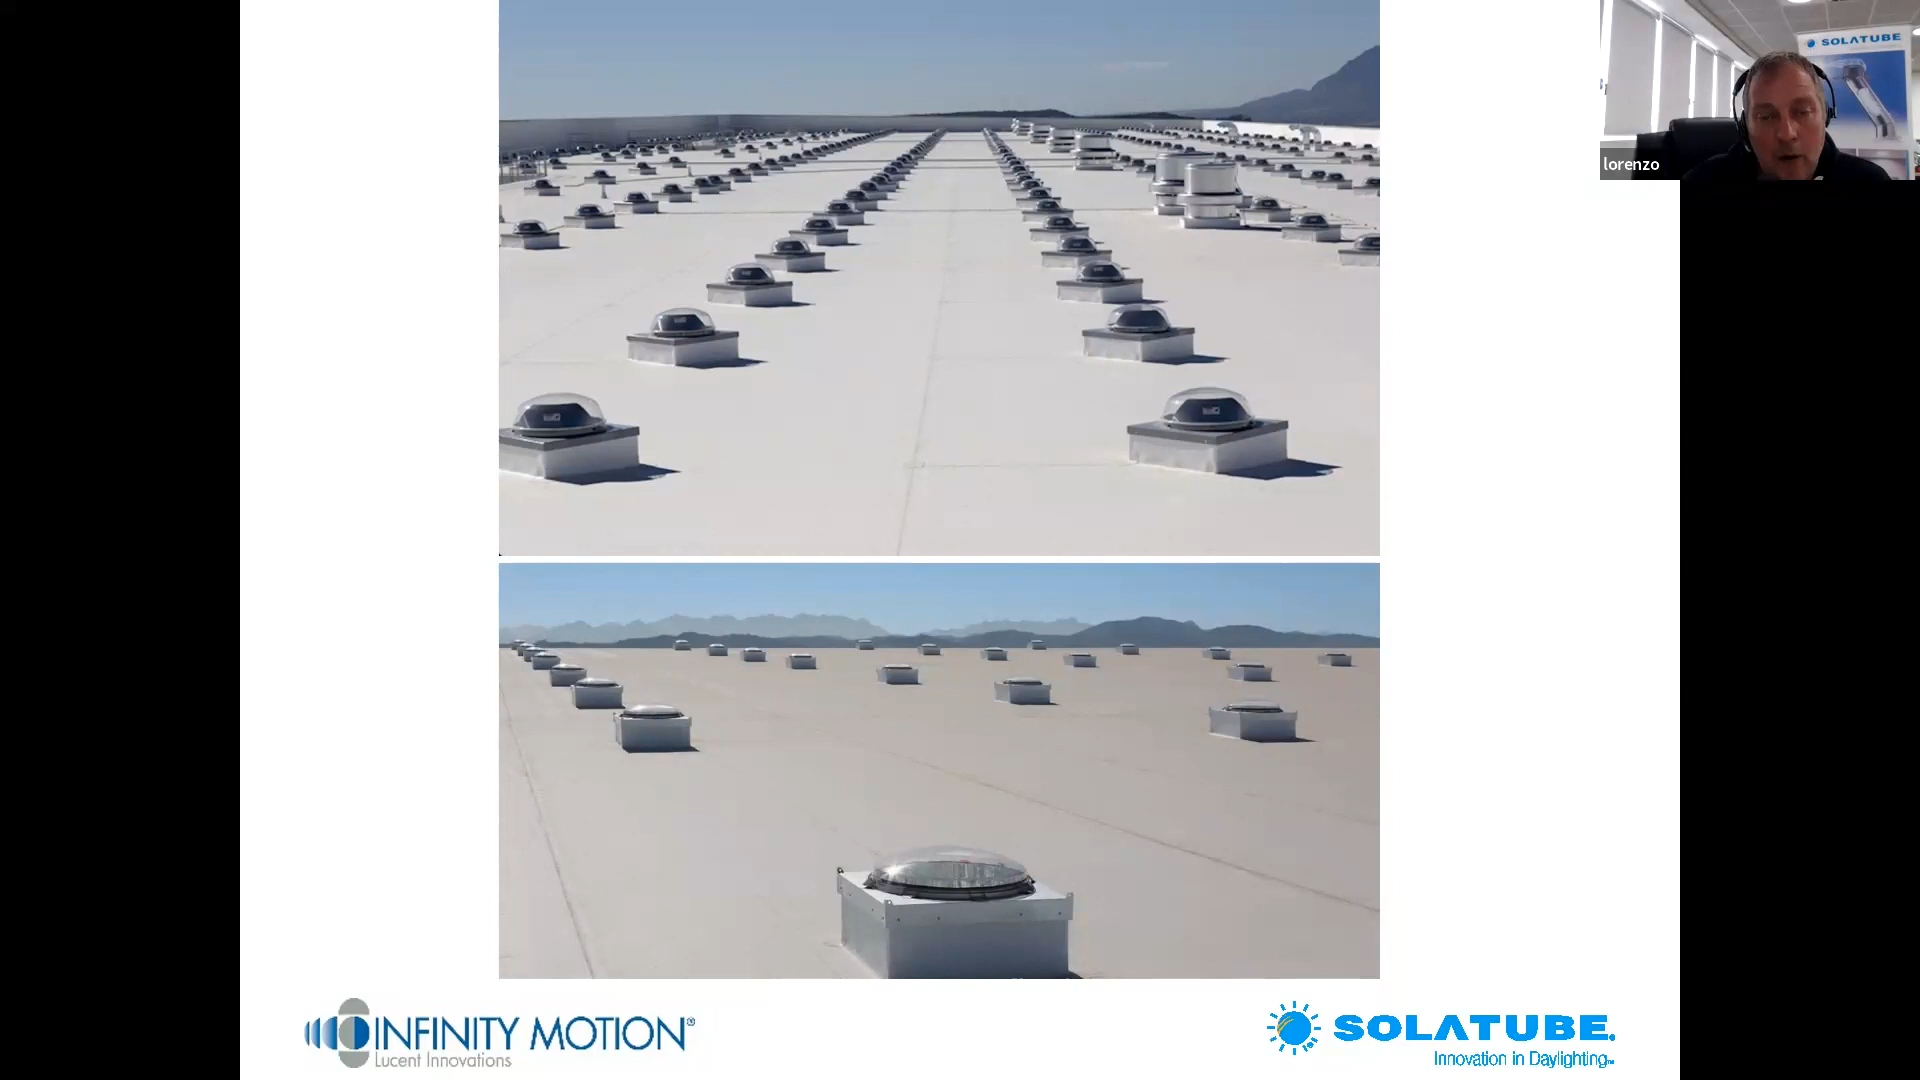 SOLATUBE
lorenzo
INFINITY MOTION®
Lucent Innovations
SOLATUBE®
Innovation in Daylighting™